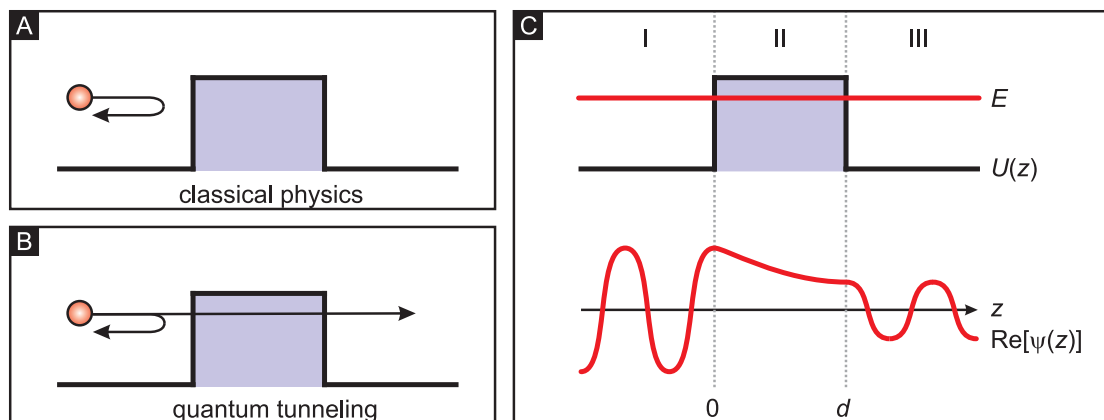 A
classical physics
B
quantum tunneling
C
I II III
E
U(z)
z
Re[ψ(z)]
0 d